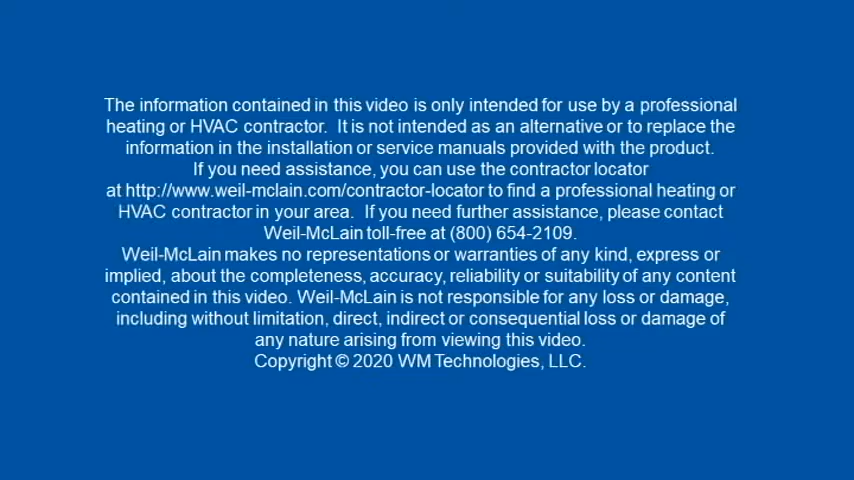 The information contained in this video is only intended for use by a professional
heating or HVAC contractor.  It is not intended as an alternative or to replace the
information in the installation or service manuals provided with the product.
If you need assistance, you can use the contractor locator
at http://www.weil-mclain.com/contractor-locator to find a professional heating or
HVAC contractor in your area.  If you need further assistance, please contact
Weil-McLain toll-free at (800) 654-2109.
Weil-McLain makes no representations or warranties of any kind, express or
implied, about the completeness, accuracy, reliability or suitability of any content
contained in this video. Weil-McLain is not responsible for any loss or damage,
including without limitation, direct, indirect or consequential loss or damage of
any nature arising from viewing this video.
Copyright © 2020 WM Technologies, LLC.